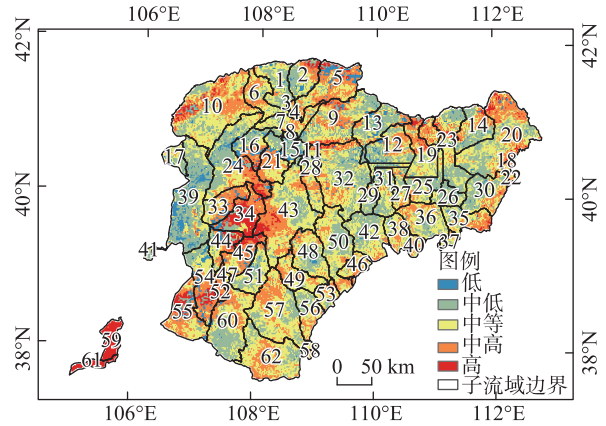 106°E 108°E 110°E 112°E
42°N 42°N
1 2 5
6
10 3 4
7 9 13 14
8 12 23 20
16 15 11 19
17 24 21 28 18
32 31 25 22
39 29 27 26 30
33 34 43
36 35
44 50 42 38
41 45 48 40 37
54 47 51 46
52 49 53
55 57 56
60
59
61 62 58
40°N 40°N
38°N 38°N
图例
低
中低
中等
中高
高
子流域边界
0 50 km
106°E 108°E 110°E 112°E